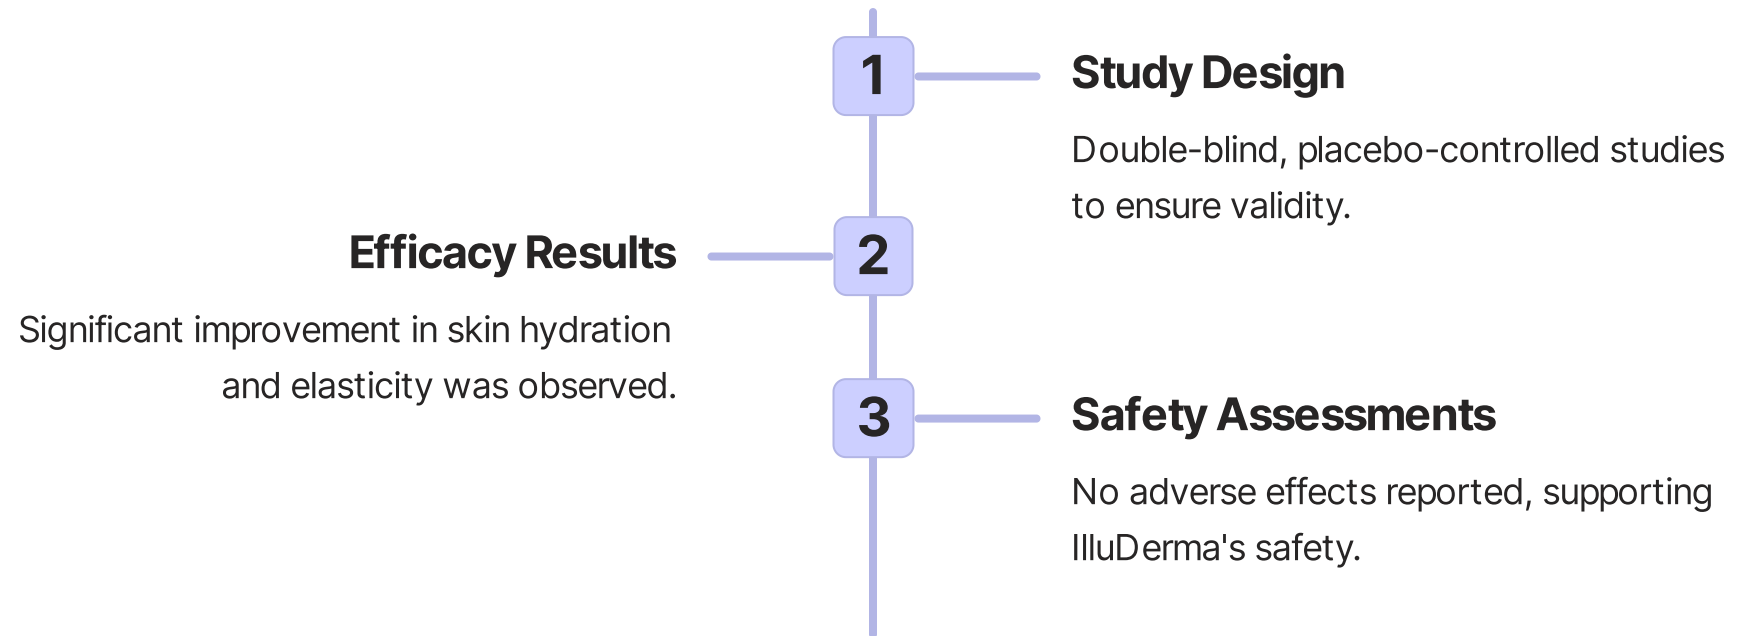 1
Study Design
Double-blind, placebo-controlled studies
to ensure validity.
2
Efficacy Results
Significant improvement in skin hydration
and elasticity was observed.
3
Safety Assessments
No adverse effects reported, supporting
IlluDerma's safety.